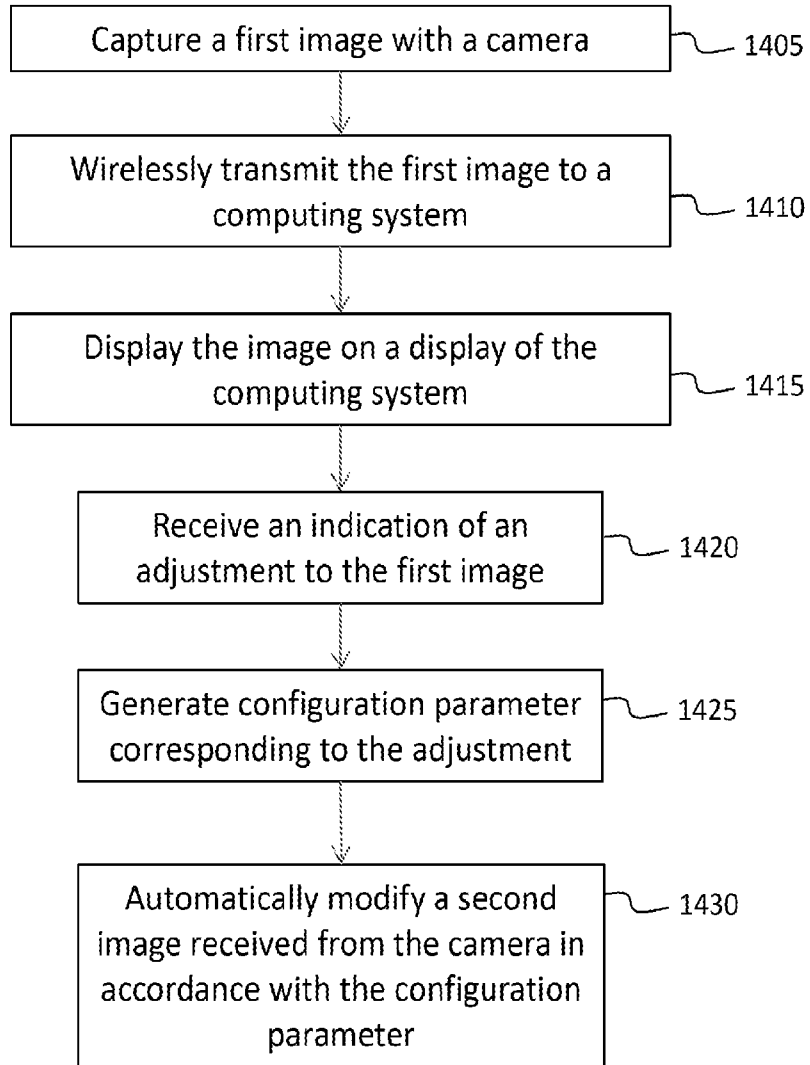 Capture a first image with a camera
1405
Wirelessly transmit the first image to a
computing system
1410
Display the image on a display of the
computing system
1415
Receive an indication of an
adjustment to the first image
1420
Generate configuration parameter
corresponding to the adjustment
1425
Automatically modify a second
image received from the camera in
accordance with the configuration
parameter
1430